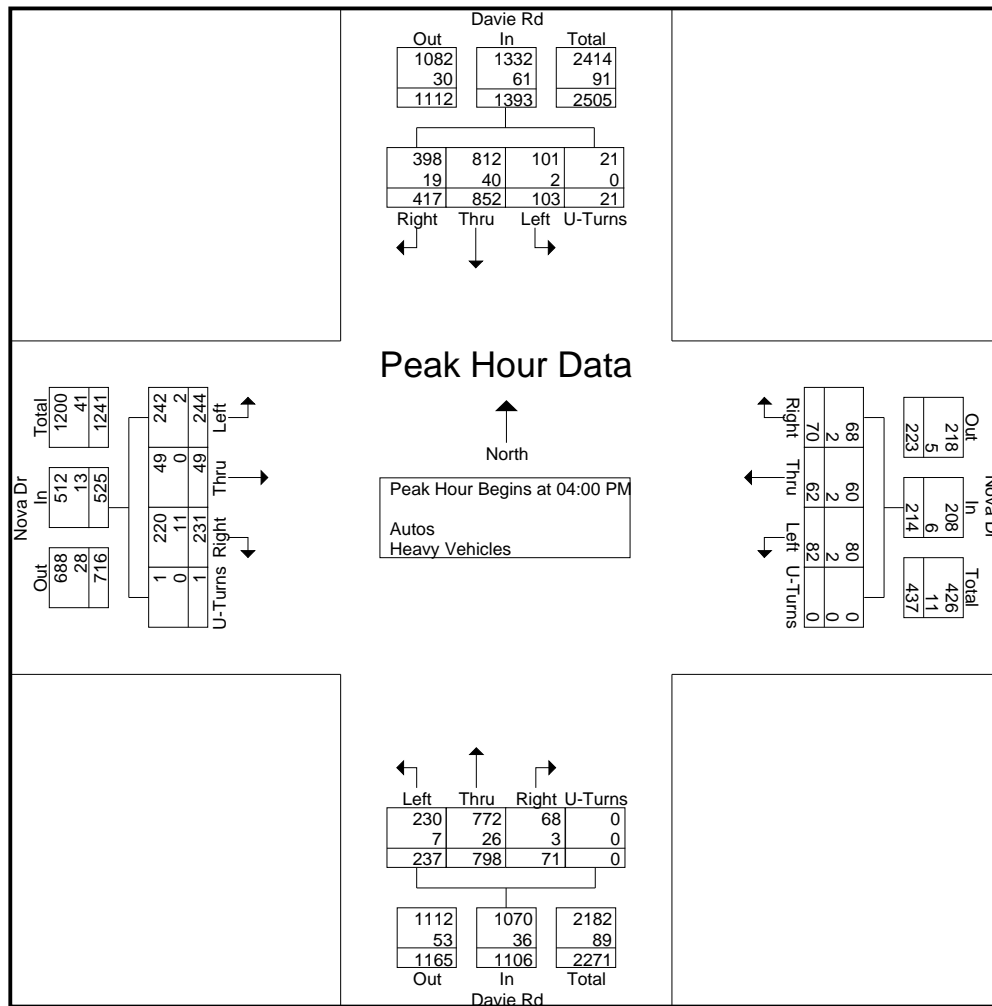 Davie Rd
Out In Total
1082 1332 2414
30 61 91
1112 1393 2505
398 812 101 21
19 40 2 0
417 852 103 21
Right Thru Left U-Turns
Peak Hour Data
North
Peak Hour Begins at 04:00 PM
Autos
Heavy Vehicles
Nova Dr
Total In Out
1200 512 688
41 13 28
1241 525 716
Left Thru Right U-Turns
242 49 220 1
2 0 11 0
244 49 231 1
Nova Dr
Out In Total
218 208 426
5 6 11
223 214 437
Right Thru Left U-Turns
68 60 80 0
2 2 2 0
70 62 82 0
Left Thru Right U-Turns
230 772 68 0
7 26 3 0
237 798 71 0
1112 1070 2182
53 36 89
1165 1106 2271
Out In Total
Davie Rd